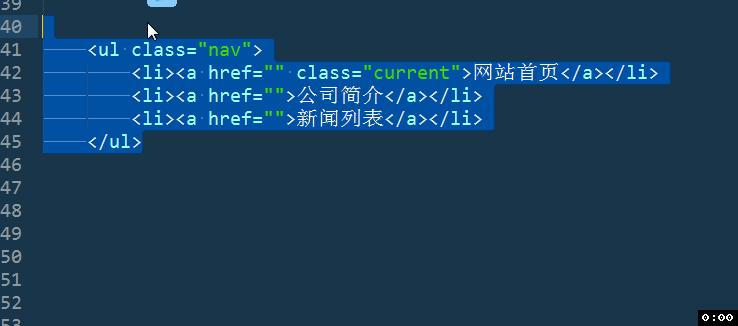 39
40
41 <ul class="nav">
42 <li><a href="" class="current">网站首页</a></li>
43 <li><a href="">公司简介</a></li>
44 <li><a href="">新闻列表</a></li>
45 </ul>
46
47
48
49
50
51
52
53
0:00